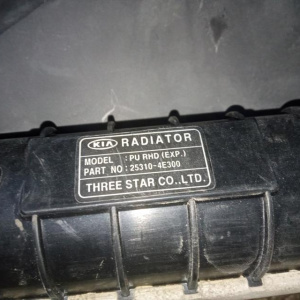 KIA RADIATOR
MODEL : PU RHD (EXP.)
PART NO : 25310-4E300
THREE STAR CO.,LTD.